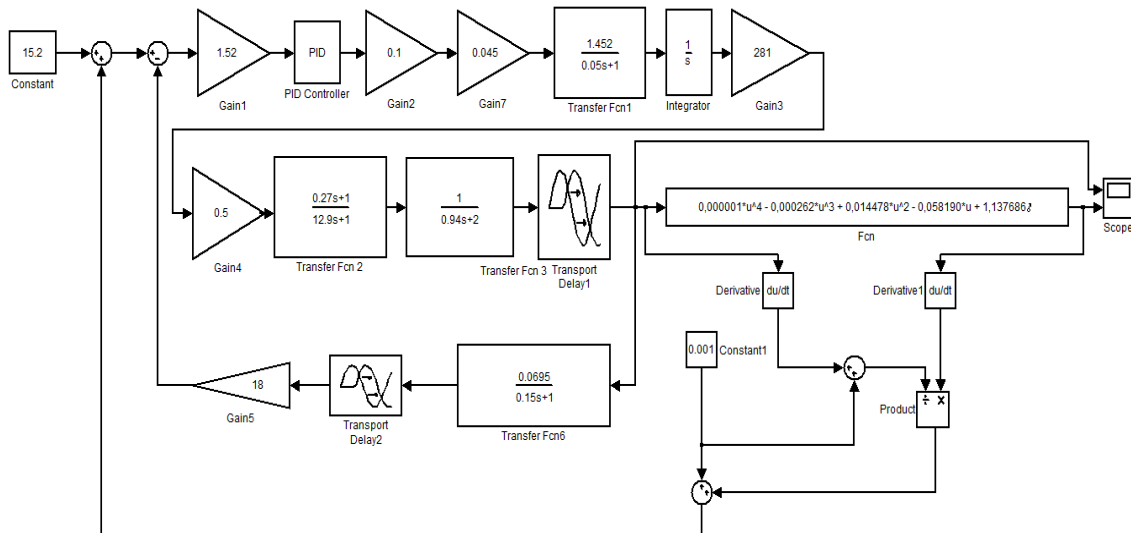 15.2
Constant
1.52
Gain1
PID
PID Controller
0.1
Gain2
0.045
Gain7
1.452
0.05s+1
Transfer Fcn1
1
s
Integrator
281
Gain3
0.5
Gain4
0.27s+1
12.9s+1
Transfer Fcn 2
1
0.94s+2
Transfer Fcn 3
Transport
Delay1
0,000001*u^4 - 0,000262*u^3 + 0,014478*u^2 - 0,058190*u + 1,137686
Fcn
Scope
Derivative
du/dt
Derivative1
du/dt
0.001
Constant1
Product
÷ ×
18
Gain5
Transport
Delay2
0.0695
0.15s+1
Transfer Fcn6